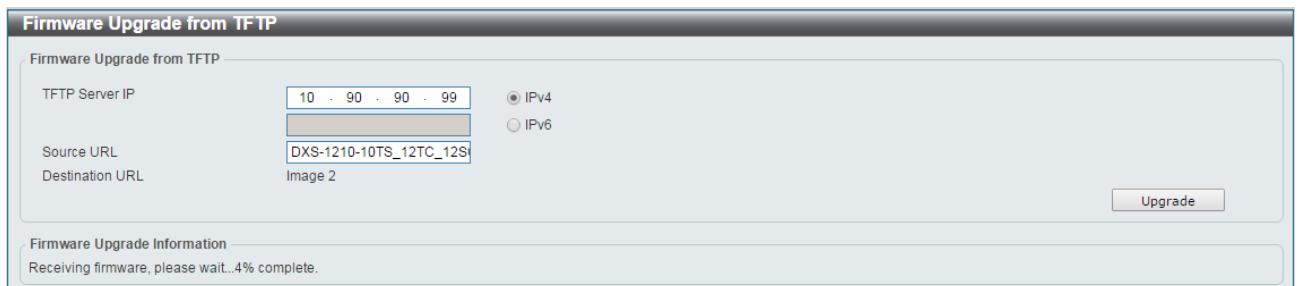 Firmware Upgrade from TFTP
Firmware Upgrade from TFTP
TFTP Server IP 10 . 90 . 90 . 99 IPv4
IPv6
Source URL DXS-1210-10TS_12TC_12S
Destination URL Image 2
Upgrade
Firmware Upgrade Information
Receiving firmware, please wait...4% complete.